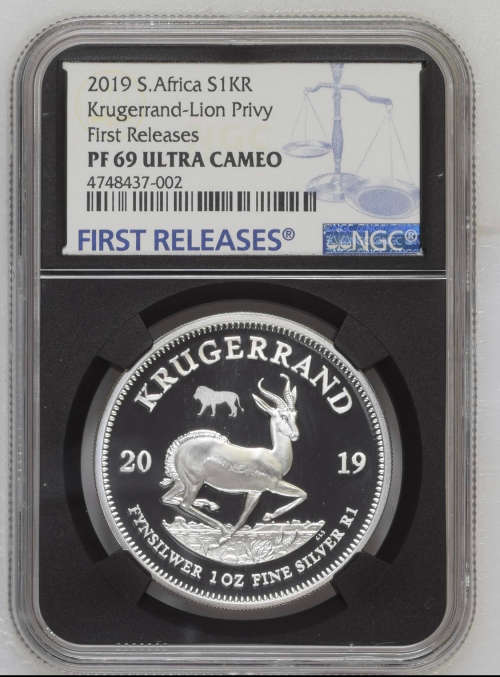 2019 S.Africa S1KR
Krugerrand-Lion Privy
First Releases
PF 69 ULTRA CAMEO
4748437-002
FIRST RELEASES®
NGC®
KRUGERRAND
20 19
FYNSILWER 1 OZ FINE SILVER R1